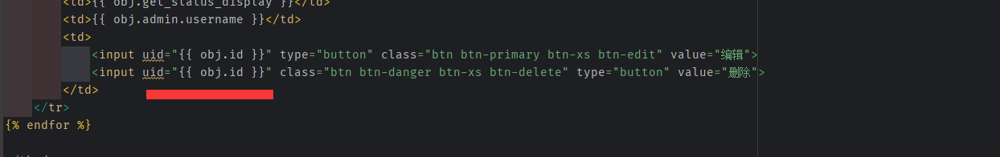 <td>{{ obj.get_status_display }}</td>
<td>{{ obj.admin.username }}</td>
<td>
<input uid="{{ obj.id }}" type="button" class="btn btn-primary btn-xs btn-edit" value="编辑">
<input uid="{{ obj.id }}" class="btn btn-danger btn-xs btn-delete" type="button" value="删除">
</td>
</tr>
{% endfor %}